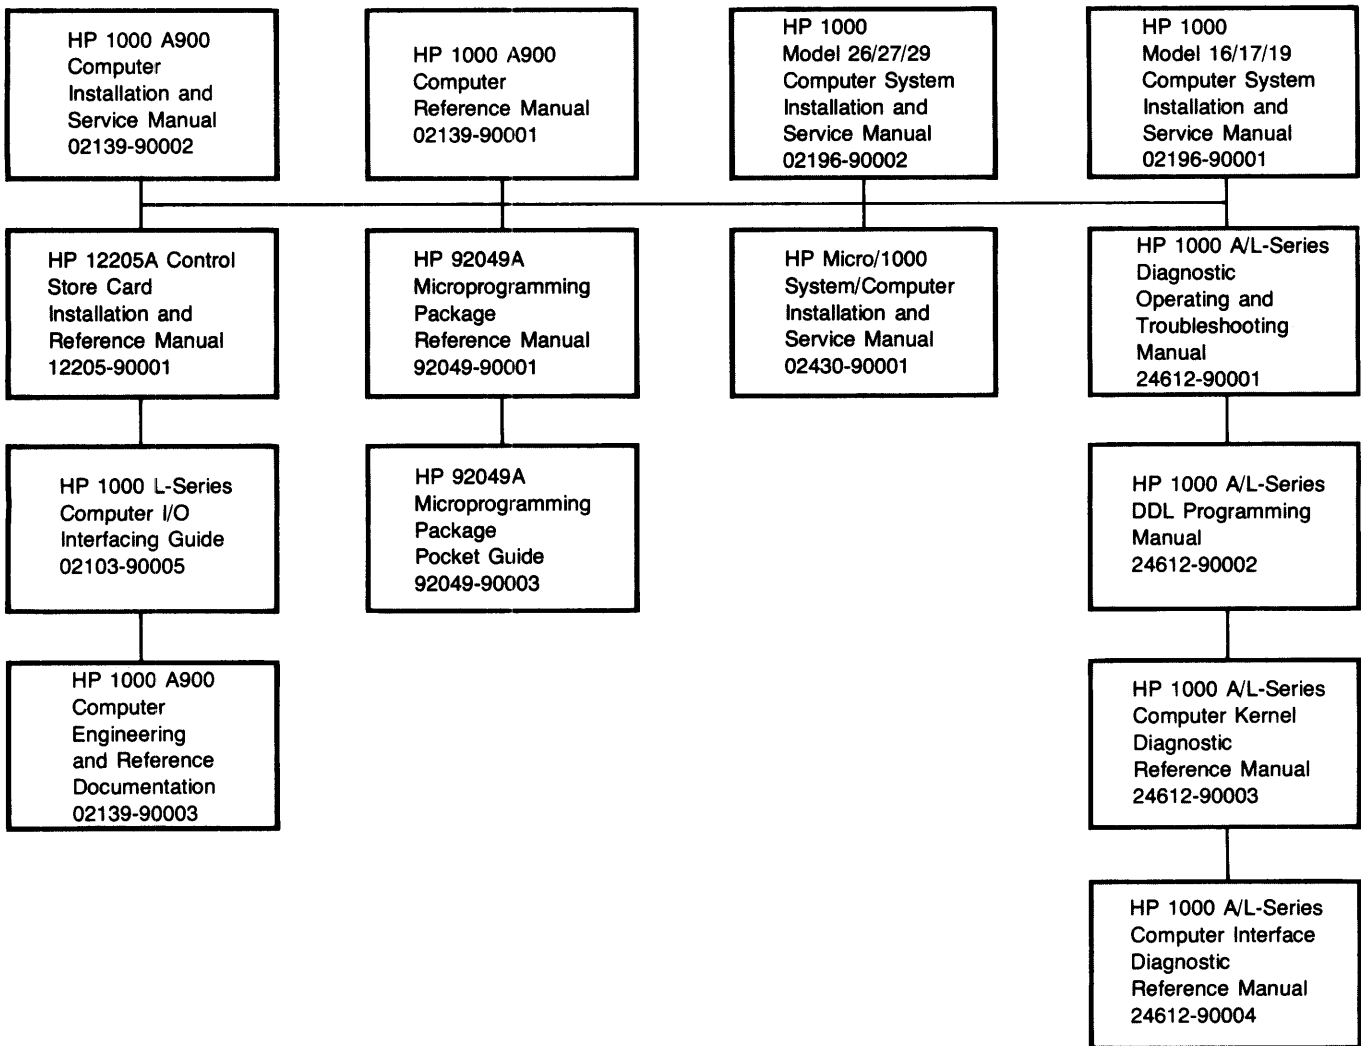 HP 1000 A900
Computer
Installation and
Service Manual
02139-90002
HP 1000 A900
Computer
Reference Manual
02139-90001
HP 1000
Model 26/27/29
Computer System
Installation and
Service Manual
02196-90002
HP 1000
Model 16/17/19
Computer System
Installation and
Service Manual
02196-90001
HP 12205A Control
Store Card
Installation and
Reference Manual
12205-90001
HP 92049A
Microprogramming
Package
Reference Manual
92049-90001
HP Micro/1000
System/Computer
Installation and
Service Manual
02430-90001
HP 1000 A/L-Series
Diagnostic
Operating and
Troubleshooting
Manual
24612-90001
HP 1000 L-Series
Computer I/O
Interfacing Guide
02103-90005
HP 92049A
Microprogramming
Package
Pocket Guide
92049-90003
HP 1000 A/L-Series
DDL Programming
Manual
24612-90002
HP 1000 A900
Computer
Engineering
and Reference
Documentation
02139-90003
HP 1000 A/L-Series
Computer Kernel
Diagnostic
Reference Manual
24612-90003
HP 1000 A/L-Series
Computer Interface
Diagnostic
Reference Manual
24612-90004